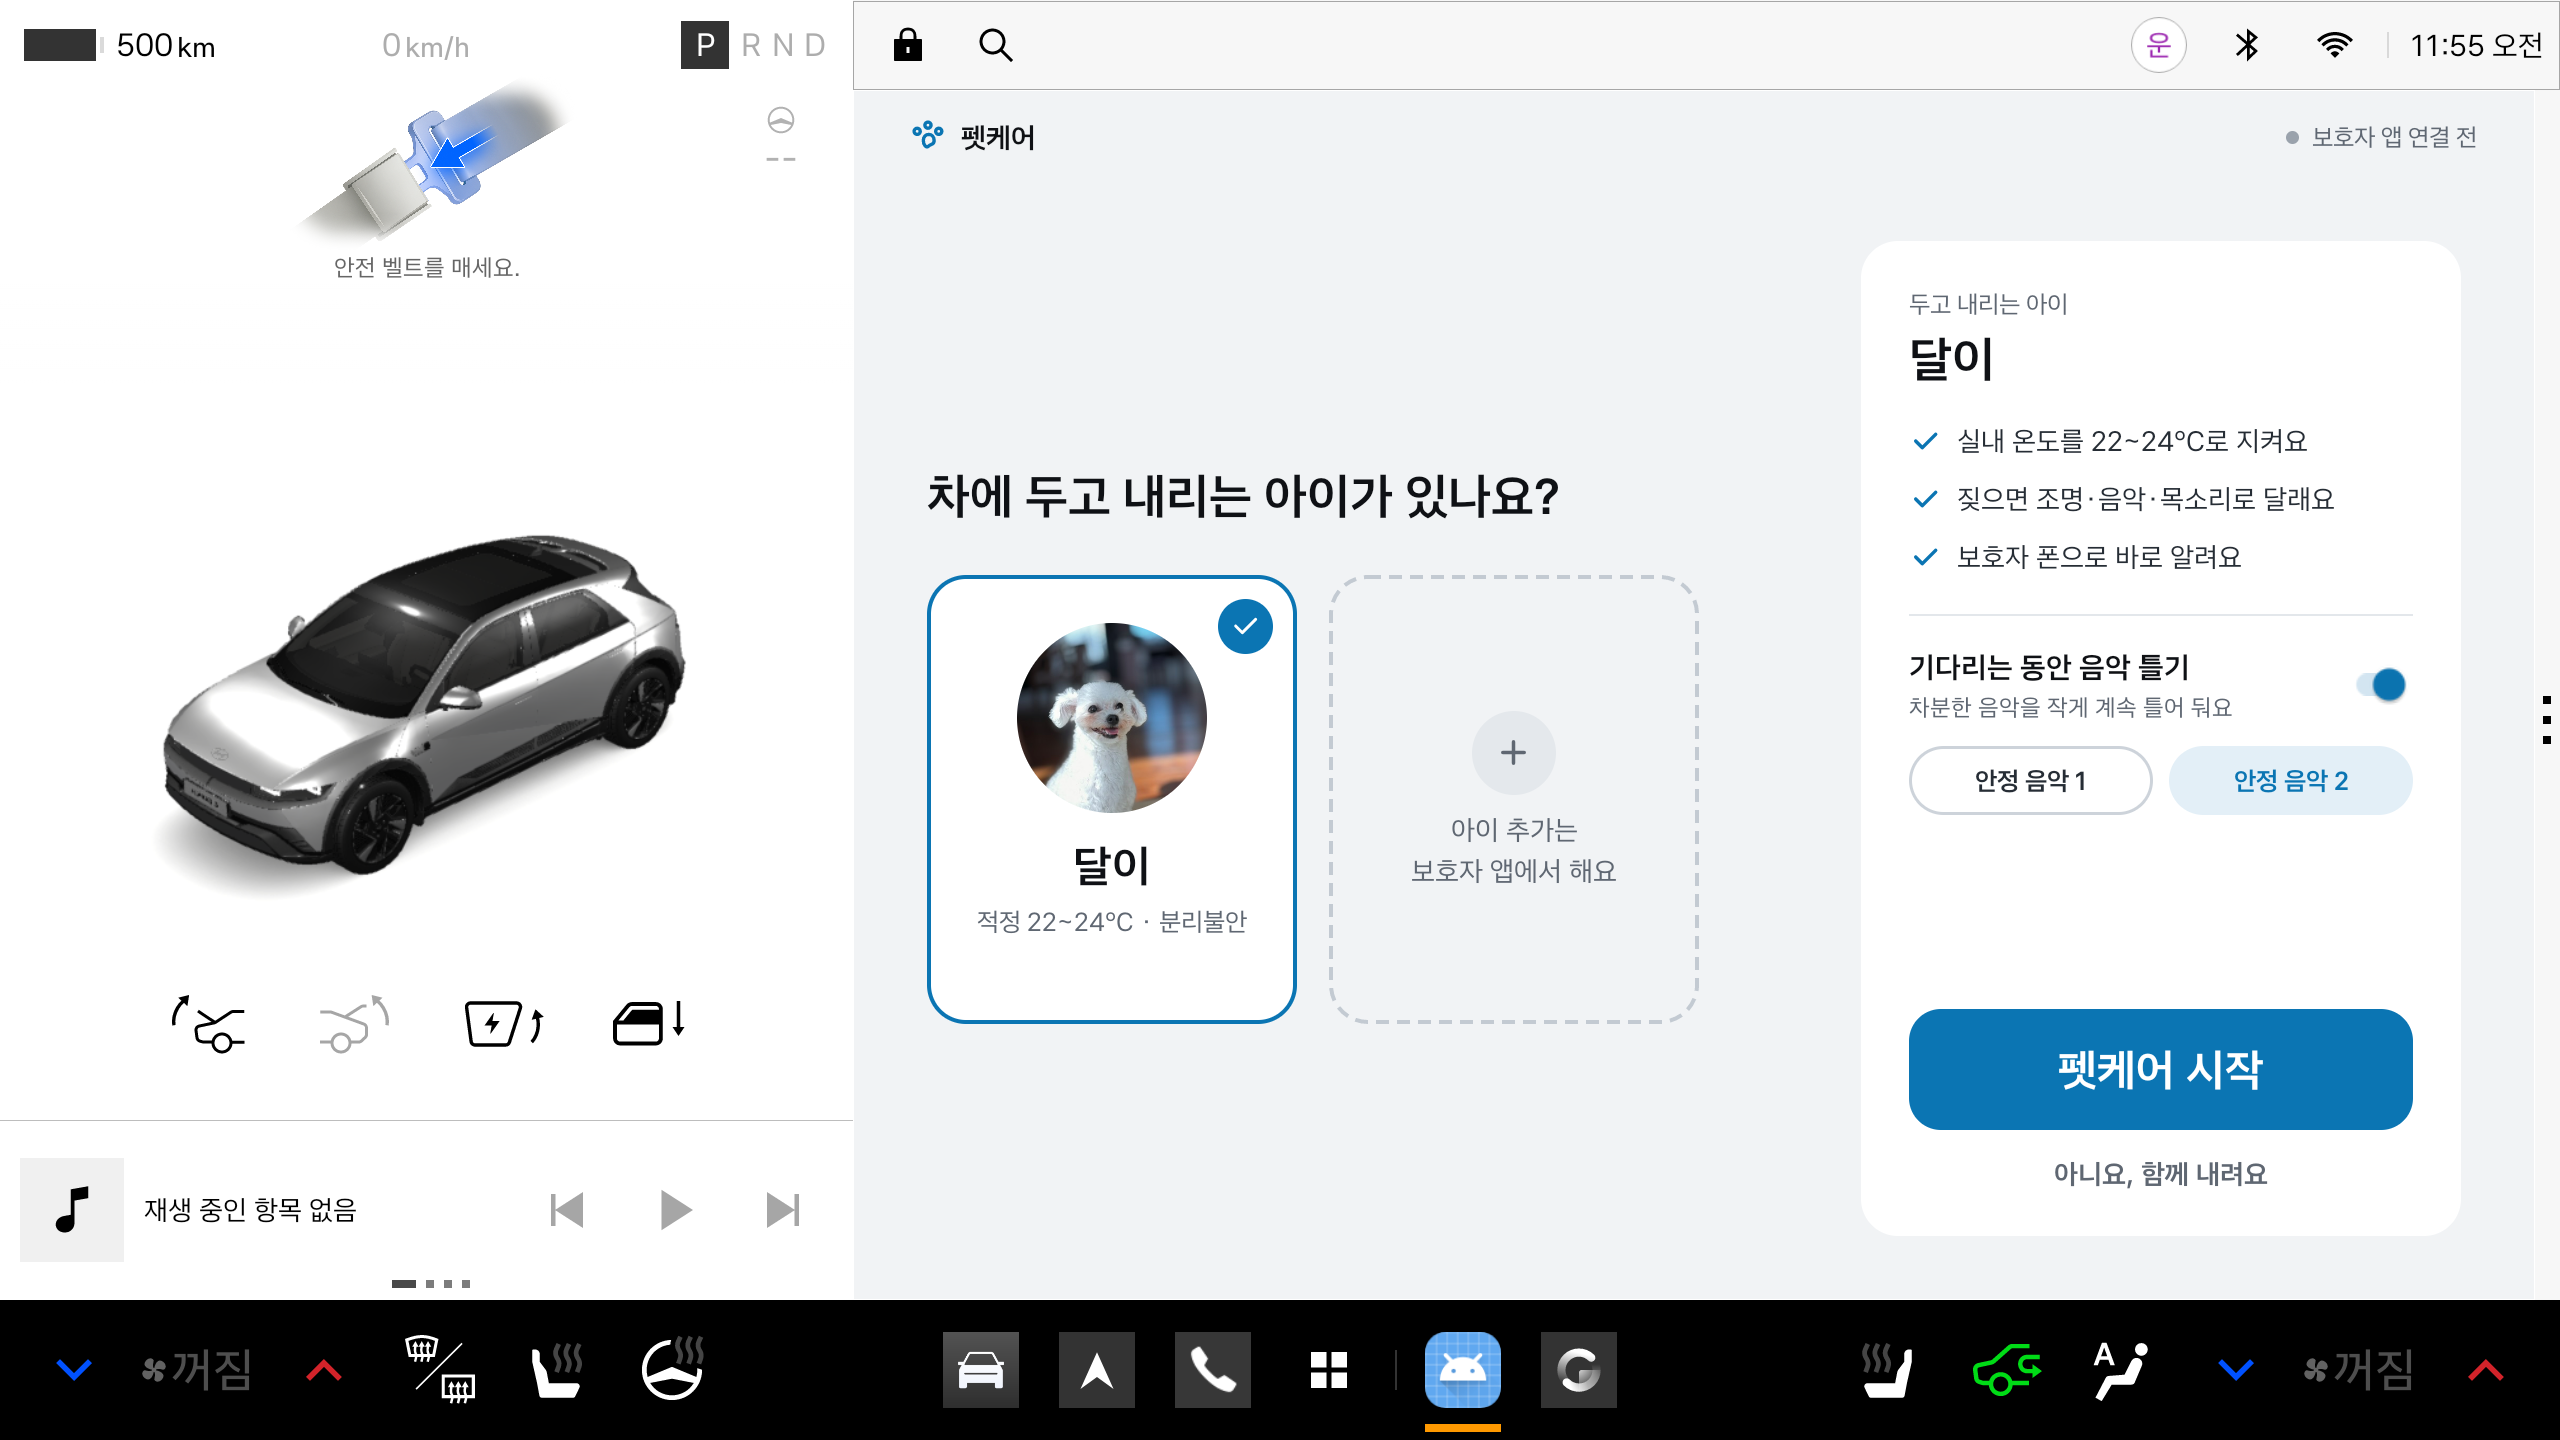 500 km
0 km/h
P R N D
안전 벨트를 매세요.
재생 중인 항목 없음
운
11:55 오전
펫케어
보호자 앱 연결 전
차에 두고 내리는 아이가 있나요?
달이
적정 22~24°C · 분리불안
아이 추가는
보호자 앱에서 해요
두고 내리는 아이
달이
실내 온도를 22~24°C로 지켜요
짖으면 조명·음악·목소리로 달래요
보호자 폰으로 바로 알려요
기다리는 동안 음악 틀기
차분한 음악을 작게 계속 틀어 둬요
안정 음악 1
안정 음악 2
펫케어 시작
아니요, 함께 내려요
꺼짐
A
꺼짐